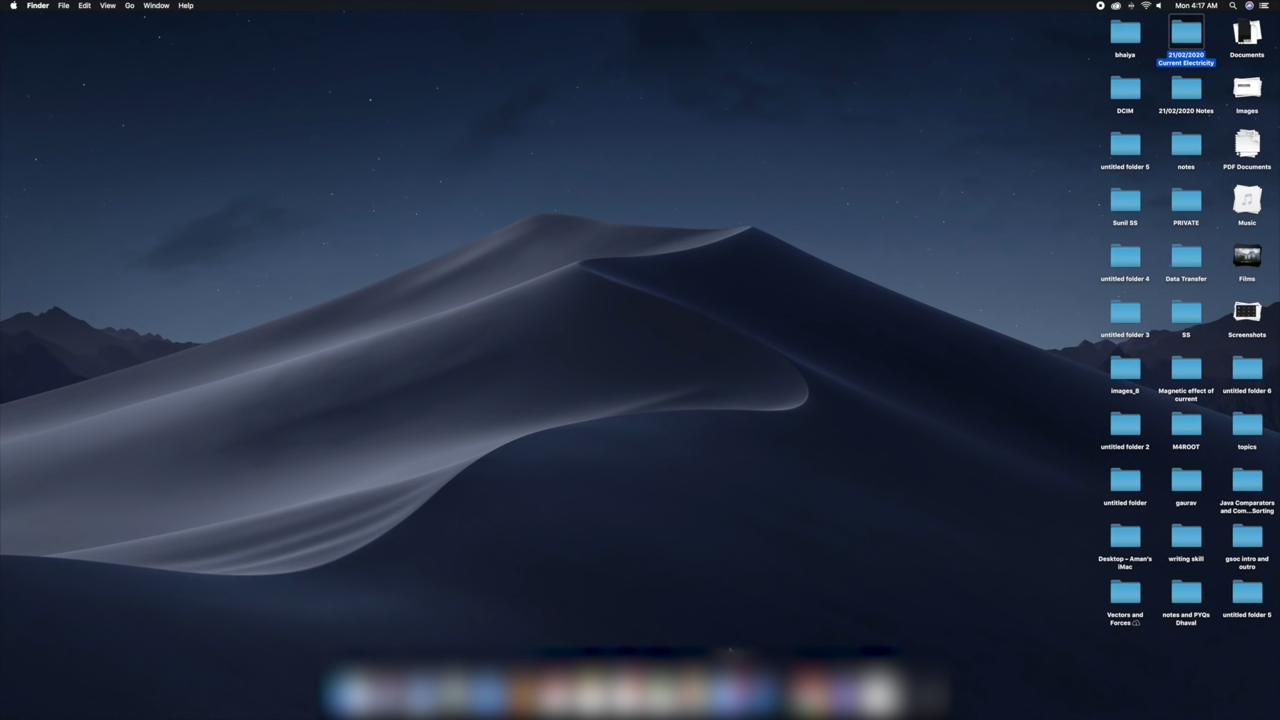 Finder File Edit View Go Window Help
Mon 4:17 AM
bhaiya
21/02/2020
Current Electricity
Documents
DCIM
21/02/2020 Notes
Images
untitled folder 5
notes
PDF Documents
Sunil SS
PRIVATE
Music
untitled folder 4
Data Transfer
Films
untitled folder 3
SS
Screenshots
images_8
Magnetic effect of
current
untitled folder 6
untitled folder 2
M4ROOT
topics
untitled folder
gaurav
Java Comparators
and Com...Sorting
Desktop – Aman's
iMac
writing skill
gsoc intro and
outro
Vectors and
Forces
notes and PYQs
Dhaval
untitled folder 5